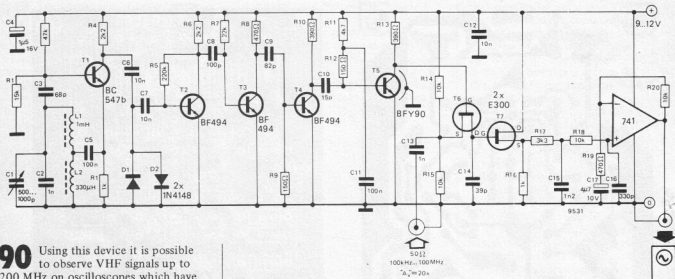 C4
1µ5
16V
47k
R4
2k2
R1
15k
T1
BC
547b
C3
68p
L1
1mH
C5
100n
L2
330µH
R1
1k
C1
500...
1000p
C2
1n
C6
10n
C7
10n
R5
220k
D1
D2
2x
1N4148
R6
2k2
C8
100p
R7
22k
T2
BF494
T3
BF
494
R8
470Ω
C9
82p
R9
150Ω
T4
BF494
R10
390Ω
C10
15p
R11
4k7
R12
150Ω
C11
100n
R13
390Ω
T5
BFY90
R14
10k
C12
10n
T6
2x
E300
T7
S
D
G
D
G
S
C13
1n
R15
10k
C14
39p
R16
1k
R17
3k3
R18
10k
C15
1n2
R19
470Ω
C17
4µ7
10V
C16
330p
741
R20
10k
+
9...12V
0
9531
50Ω
100kHz...100MHz
90 Using this device it is possible
to observe VHF signals up to
200 MHz on oscilloscopes which have